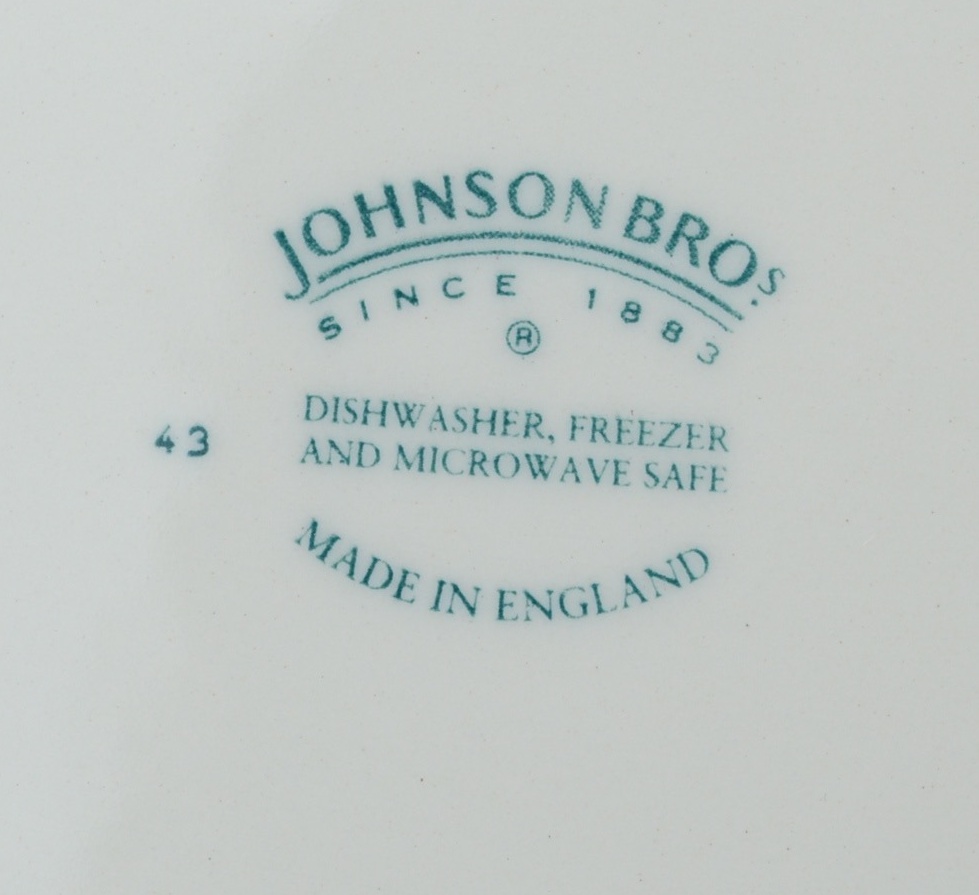 JOHNSON BROS.
SINCE 1883
®
DISHWASHER, FREEZER
AND MICROWAVE SAFE
43
MADE IN ENGLAND